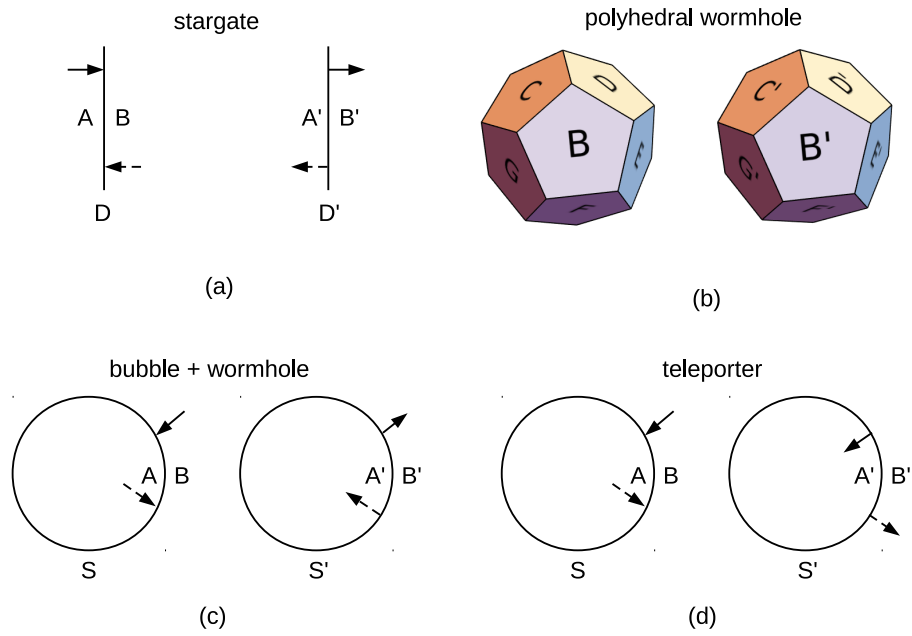 stargate
A B
A' B'
D
D'
(a)
polyhedral wormhole
C D
B
E
G
F
C' D'
B'
E'
G'
F'
(b)
bubble + wormhole
A B
A' B'
S
S'
(c)
teleporter
A B
A' B'
S
S'
(d)